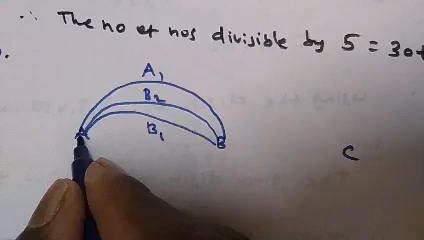 ∴ The no of nos divisible by 5 = 30+
A1
B2
B1
A B
C